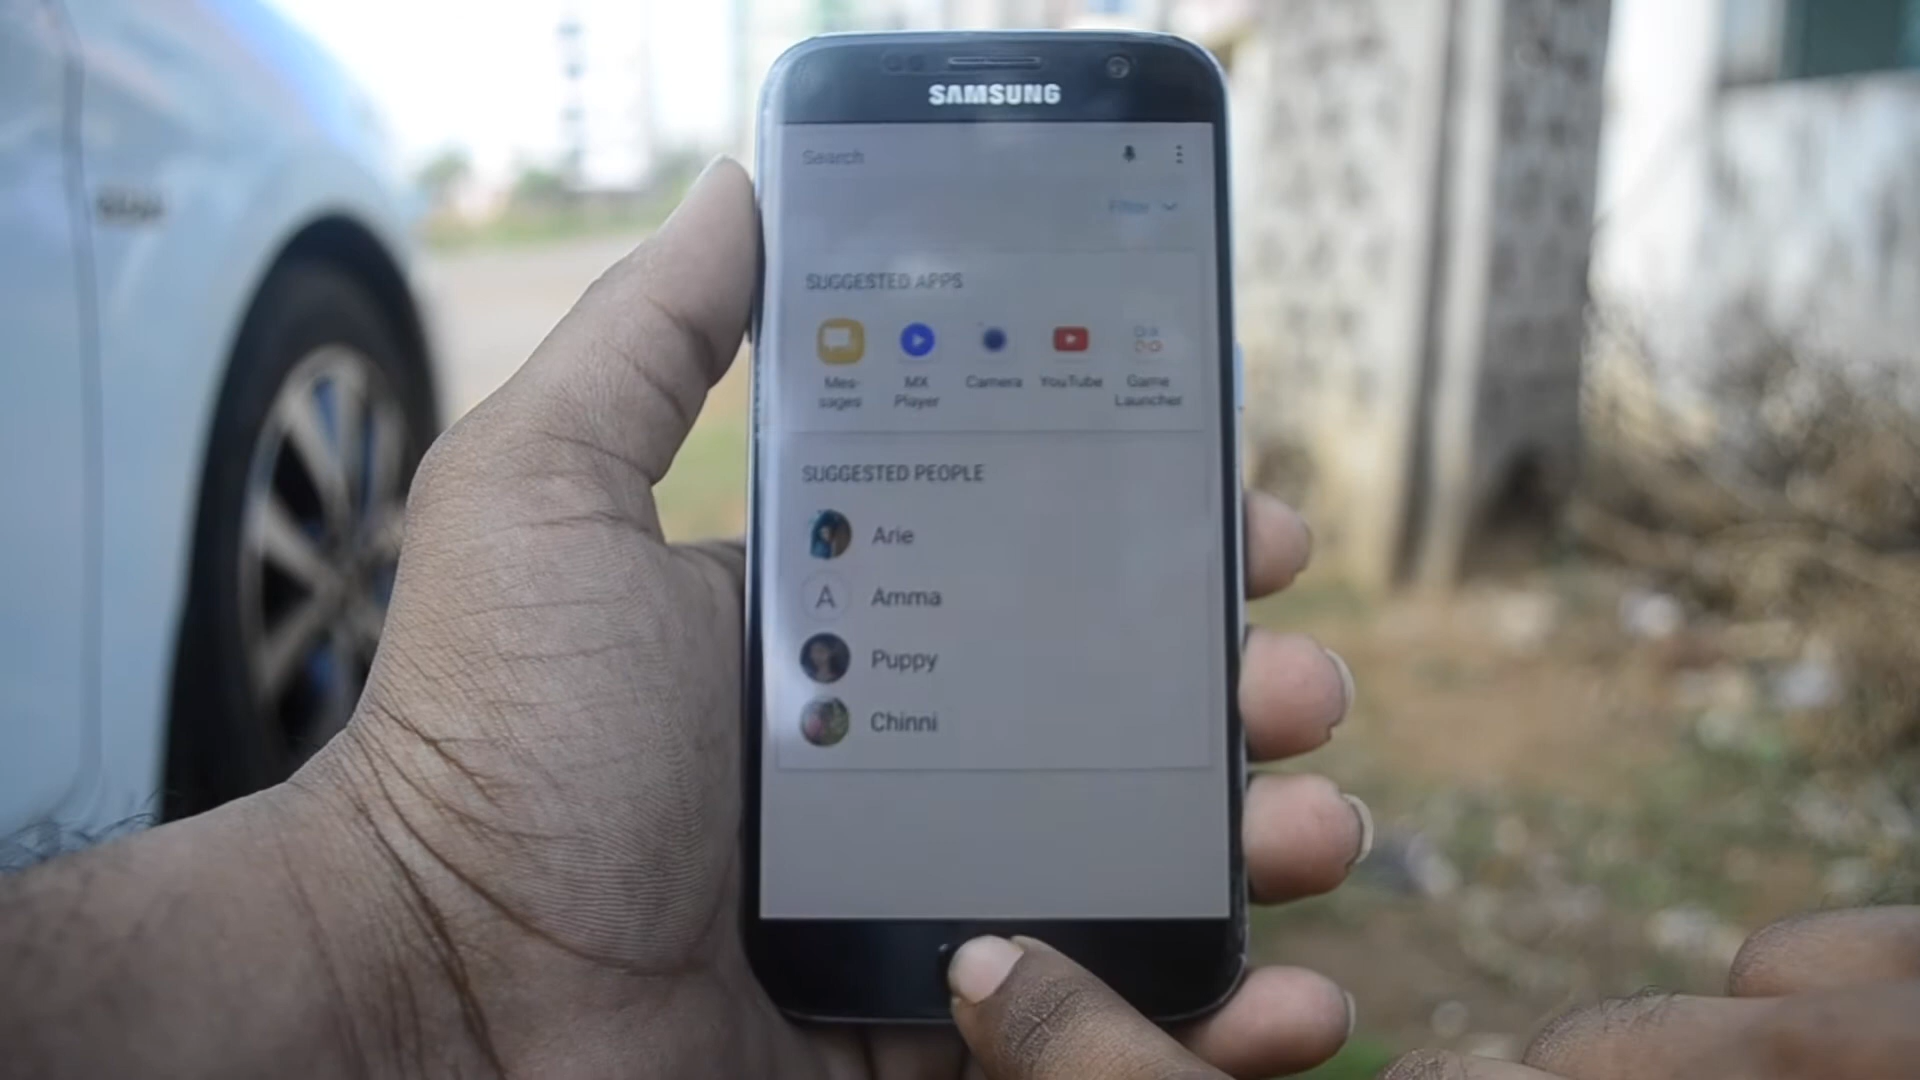 SAMSUNG
Search
Filter
SUGGESTED APPS
Mes-
sages
MX
Player
Camera
YouTube
Game
Launcher
SUGGESTED PEOPLE
Arie
A
Amma
Puppy
Chinni